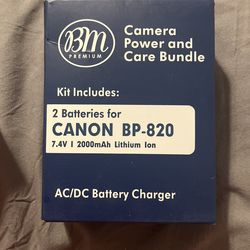 BM
PREMIUM
Camera
Power and
Care Bundle
Kit Includes:
2 Batteries for
CANON BP-820
7.4V I 2000mAh Lithium Ion
AC/DC Battery Charger